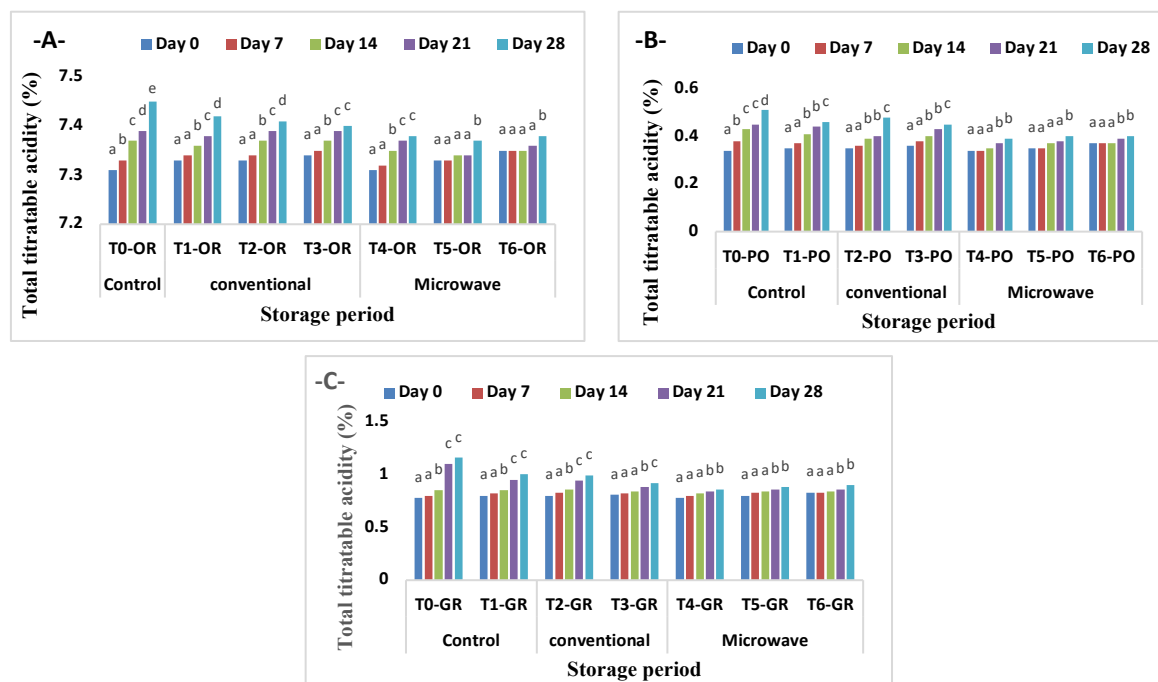 -A-
Day 0 Day 7 Day 14 Day 21 Day 28
Total titratable acidity (%)
7.5
7.4
7.3
7.2
a b c d e
a a b c d
a a b c d
a a b c c
a a b c c
a a a a b
a a a a b
T0-OR T1-OR T2-OR T3-OR T4-OR T5-OR T6-OR
Control conventional Microwave
Storage period
-B-
Day 0 Day 7 Day 14 Day 21 Day 28
Total titratable acidity (%)
0.6
0.4
0.2
0
a b c c d
a a b b c
a a b b c
a a b b c
a a a b b
a a a a b
a a a b b
T0-PO T1-PO T2-PO T3-PO T4-PO T5-PO T6-PO
Control conventional Microwave
Storage period
-C-
Day 0 Day 7 Day 14 Day 21 Day 28
Total titratable acidity (%)
1.5
1
0.5
0
a a b c c
a a b c c
a a b c c
a a a b c
a a a b b
a a a b b
a a a b b
T0-GR T1-GR T2-GR T3-GR T4-GR T5-GR T6-GR
Control conventional Microwave
Storage period